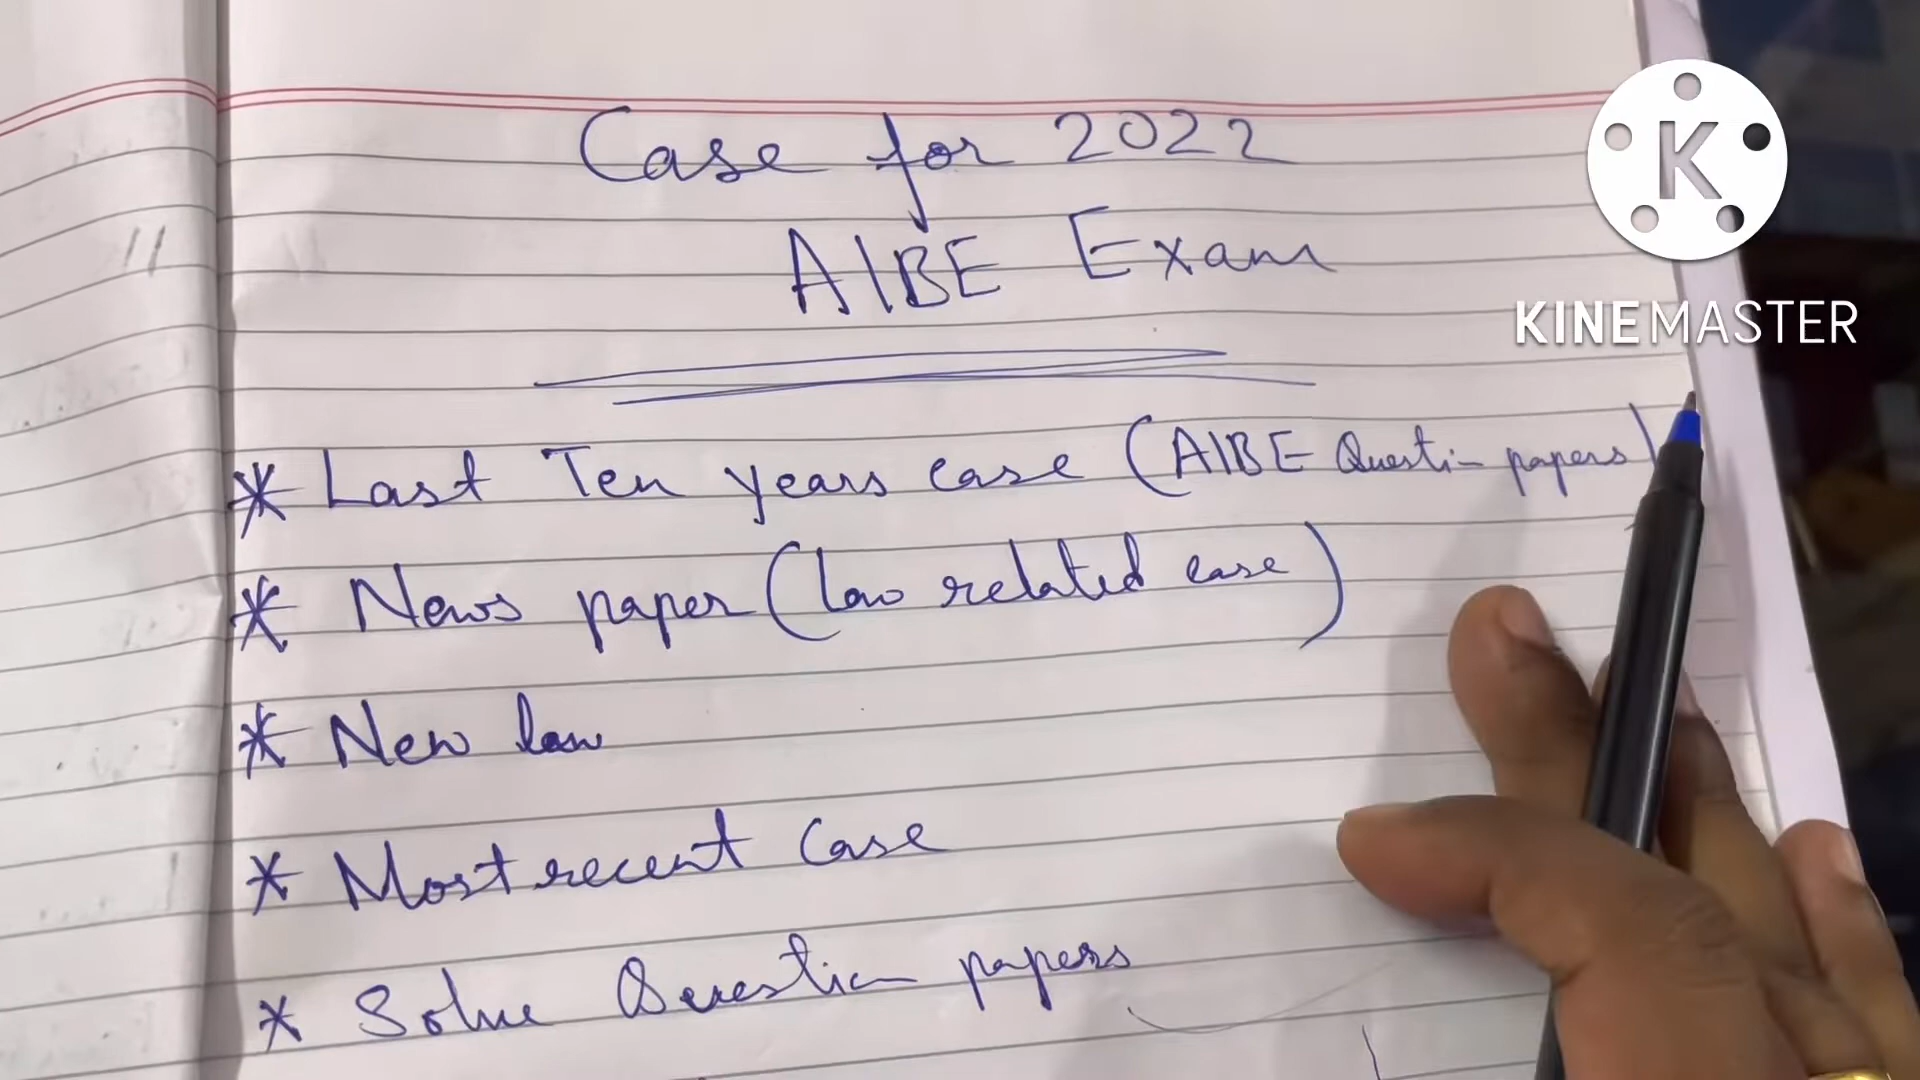 Case for 2022
AIBE Exam
* Last Ten years case (AIBE Questin papers)
* News paper (law related case)
* New law
* Most recent Case
* Solve Question papers
K
KINEMASTER